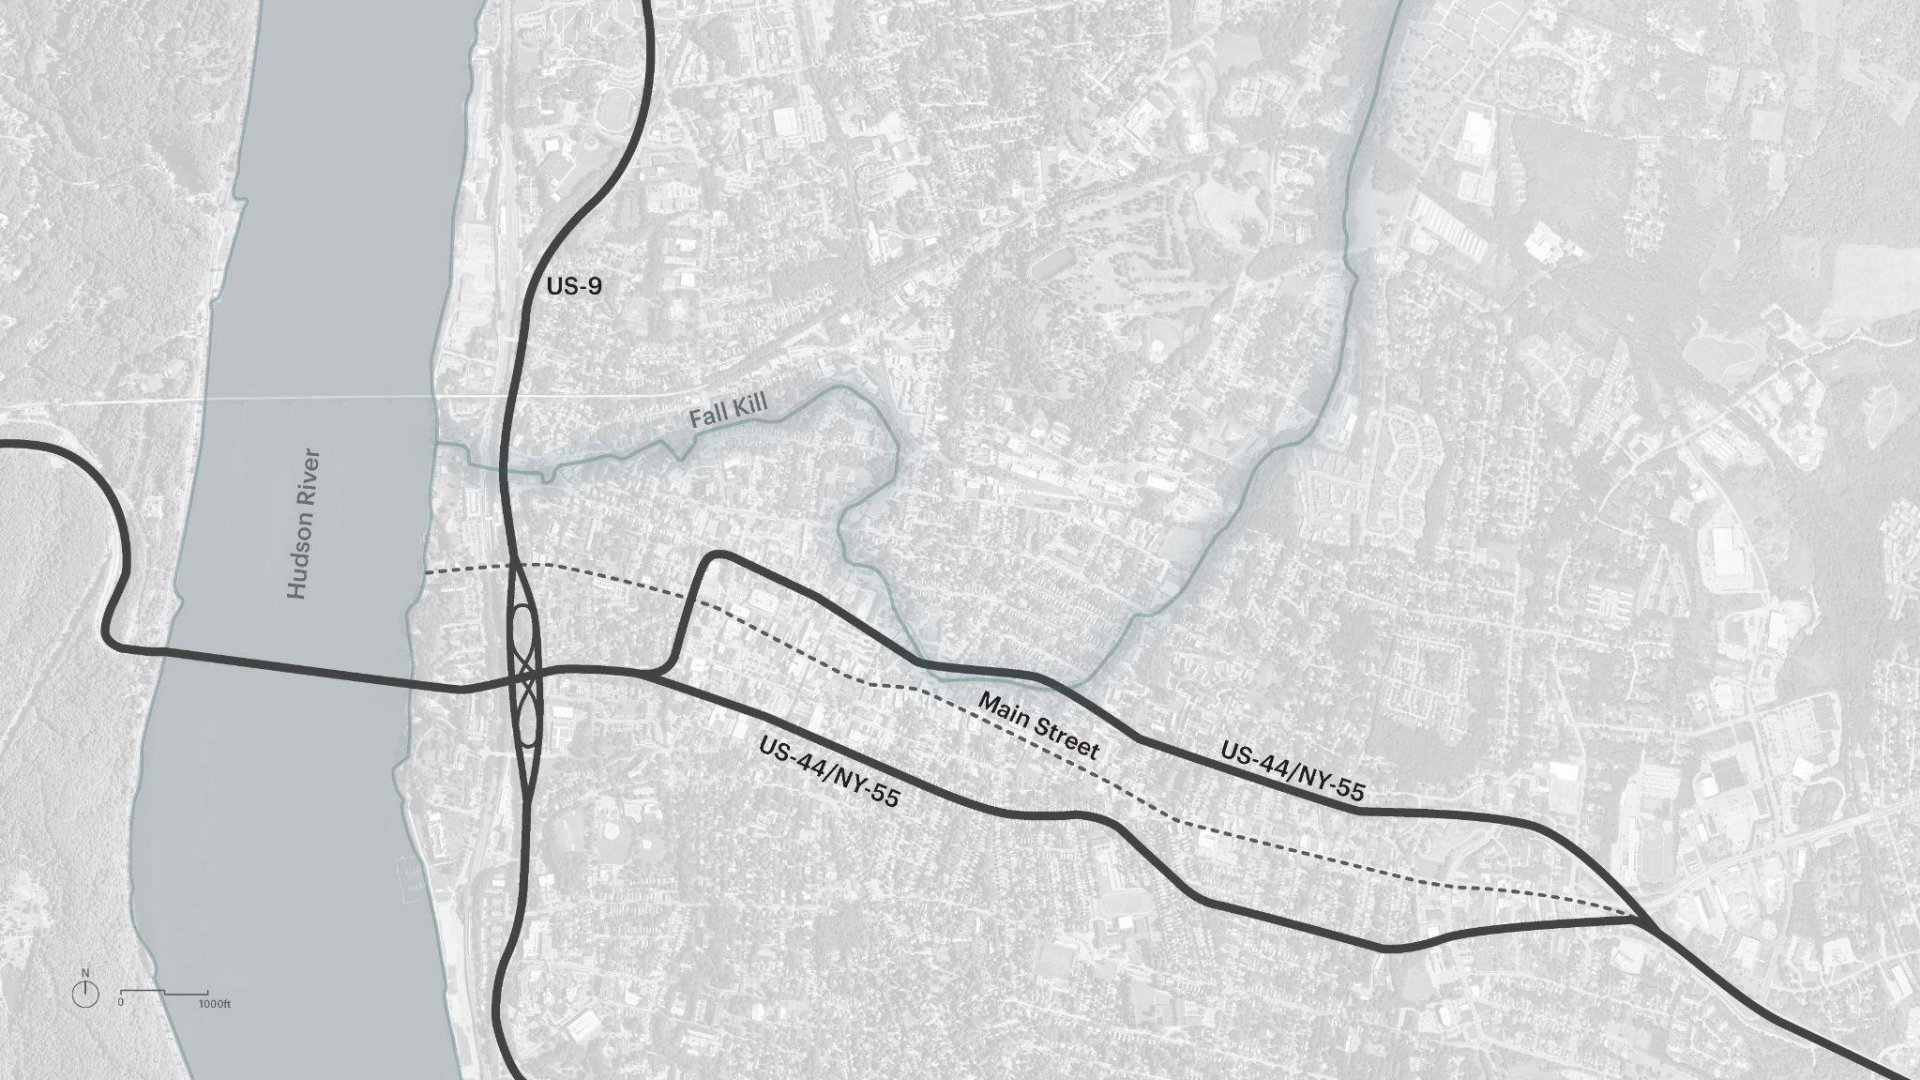 US-9
Fall Kill
Hudson River
Main Street
US-44/NY-55
US-44/NY-55
N
0
1000ft